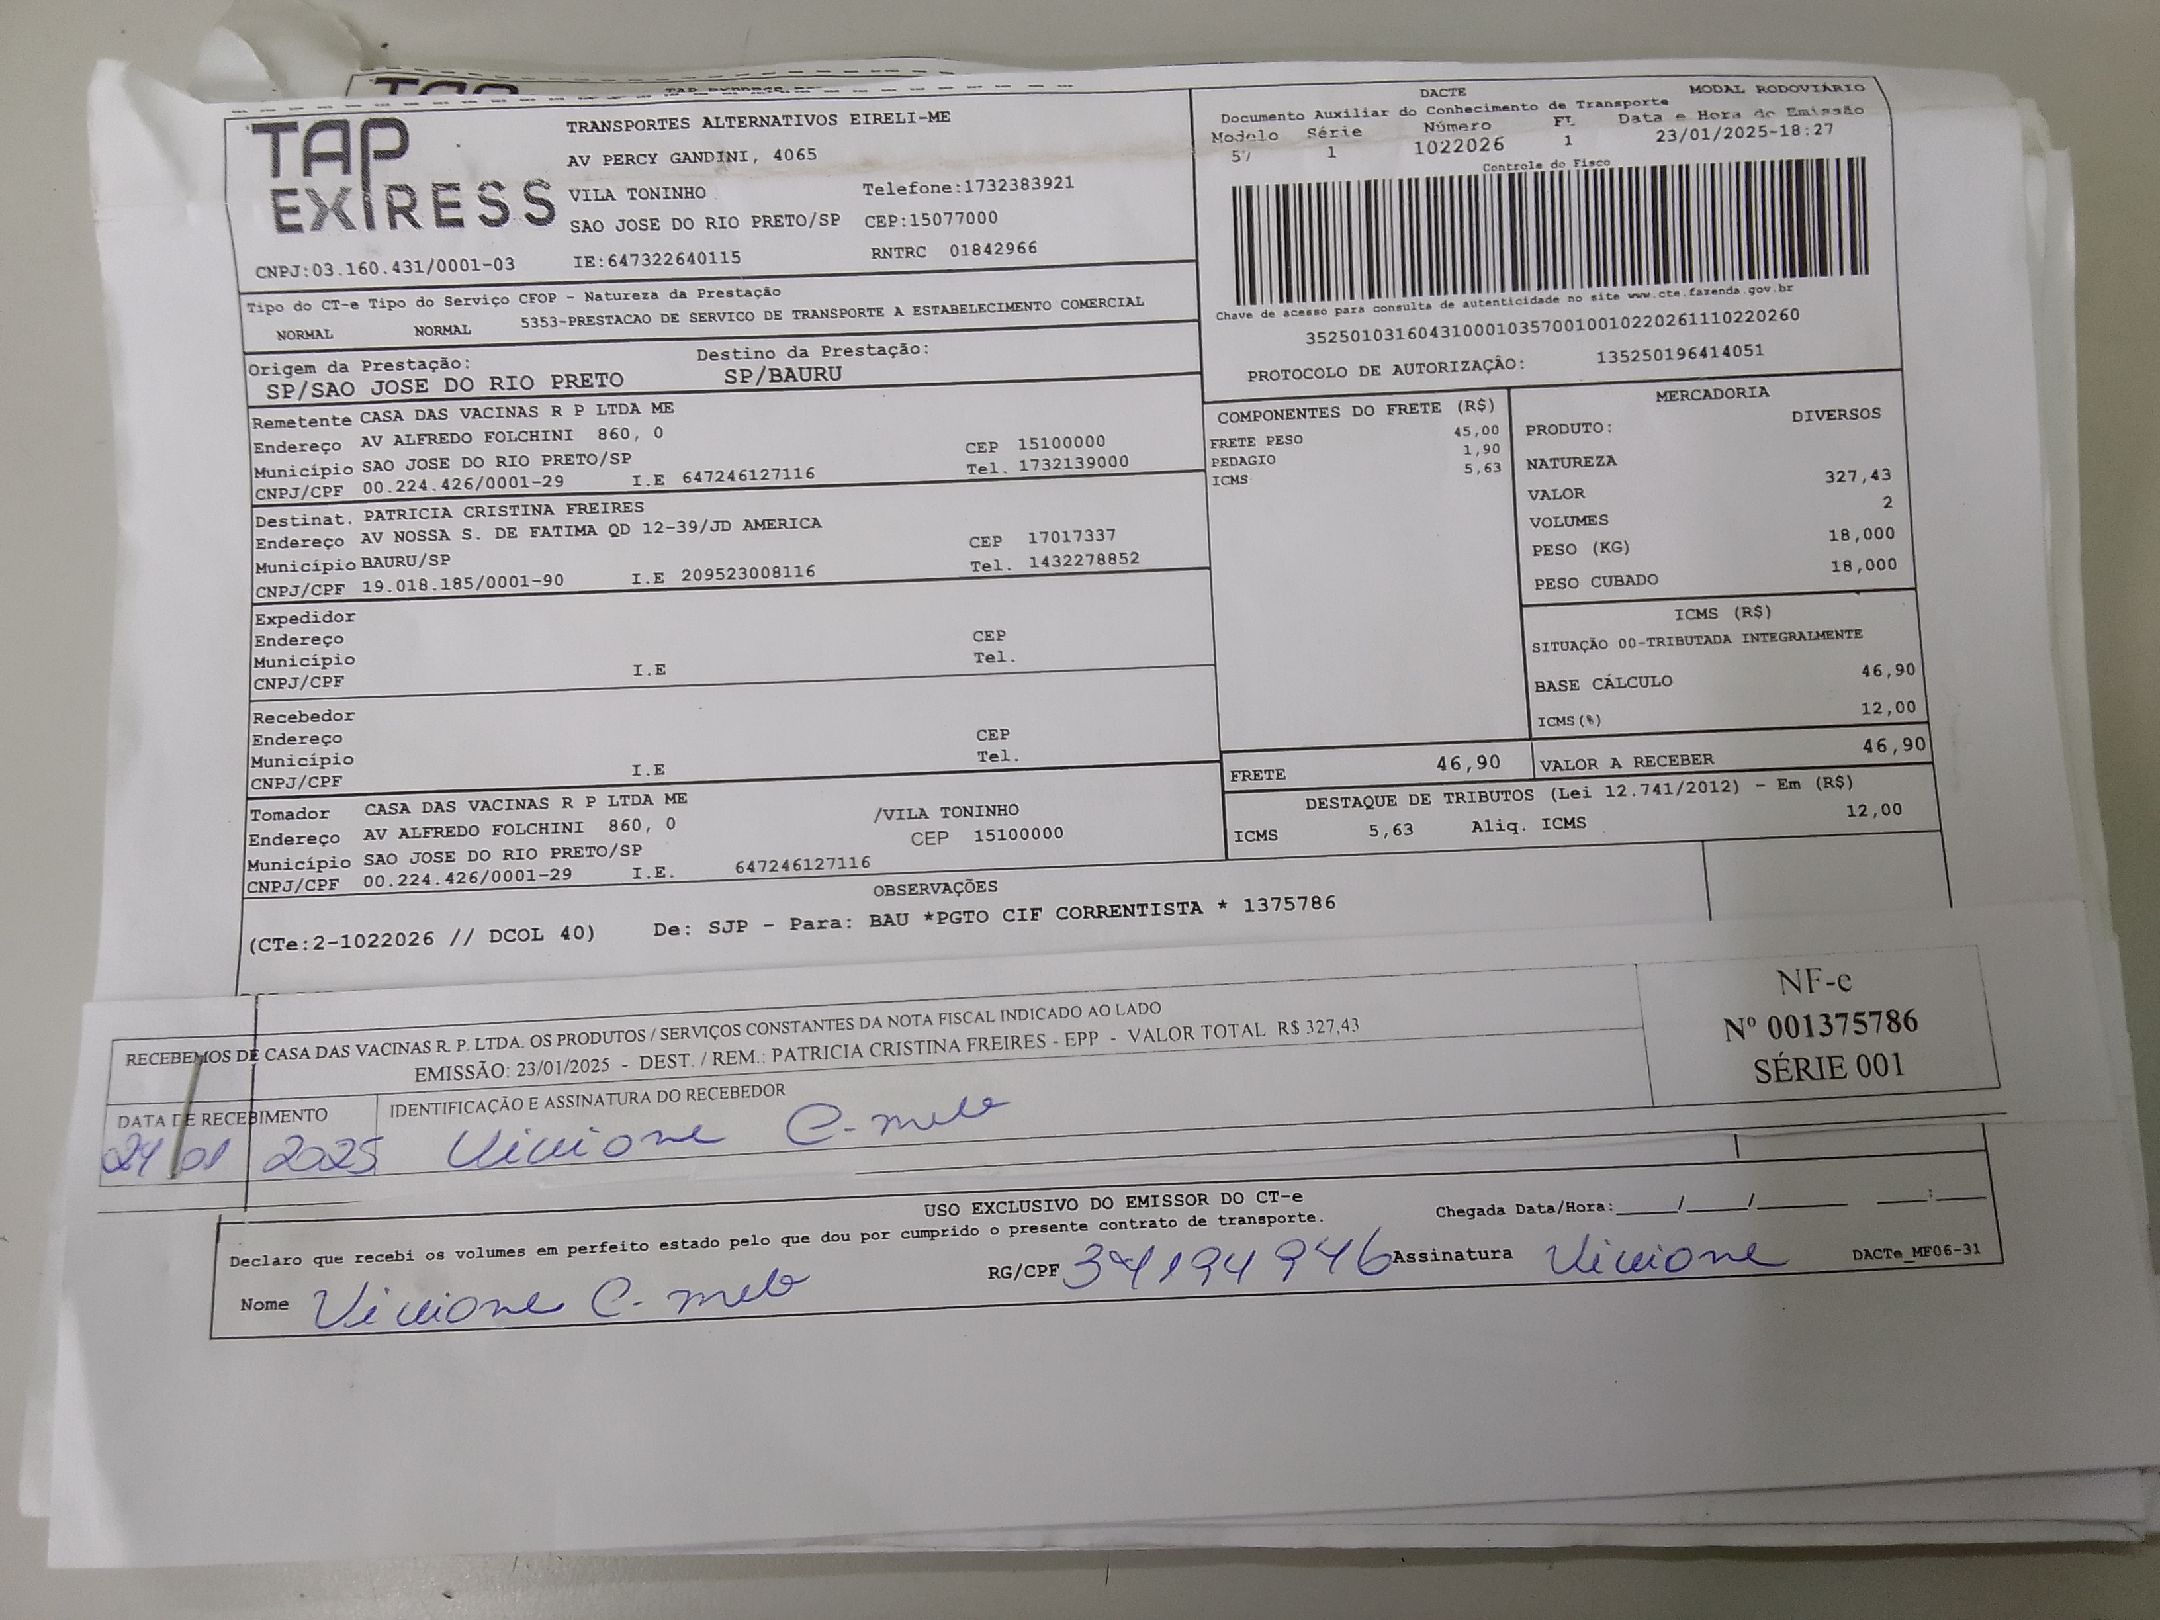 TAP EXPRESS
TRANSPORTES ALTERNATIVOS EIRELI-ME
AV PERCY GANDINI, 4065
VILA TONINHO Telefone:1732383921
SAO JOSE DO RIO PRETO/SP CEP:15077000
CNPJ:03.160.431/0001-03 IE:647322640115 RNTRC 01842966
DACTE MODAL RODOVIÁRIO
Documento Auxiliar do Conhecimento de Transporte
Modelo Série Número FL Data e Hora de Emissão
57 1 1022026 1 23/01/2025-18:27
Controle do Fisco
Chave de acesso para consulta de autenticidade no site www.cte.fazenda.gov.br
35250103160431000103570010010220261110220260
PROTOCOLO DE AUTORIZAÇÃO: 135250196414051
Tipo do CT-e Tipo do Serviço CFOP - Natureza da Prestação
NORMAL NORMAL 5353-PRESTACAO DE SERVICO DE TRANSPORTE A ESTABELECIMENTO COMERCIAL
Origem da Prestação: Destino da Prestação:
SP/SAO JOSE DO RIO PRETO SP/BAURU
Remetente CASA DAS VACINAS R P LTDA ME
Endereço AV ALFREDO FOLCHINI 860, 0 CEP 15100000
Município SAO JOSE DO RIO PRETO/SP Tel. 1732139000
CNPJ/CPF 00.224.426/0001-29 I.E 647246127116
Destinat. PATRICIA CRISTINA FREIRES
Endereço AV NOSSA S. DE FATIMA QD 12-39/JD AMERICA CEP 17017337
Município BAURU/SP Tel. 1432278852
CNPJ/CPF 19.018.185/0001-90 I.E 209523008116
Expedidor
Endereço CEP
Município Tel.
CNPJ/CPF I.E
Recebedor
Endereço CEP
Município Tel.
CNPJ/CPF I.E
Tomador CASA DAS VACINAS R P LTDA ME /VILA TONINHO
Endereço AV ALFREDO FOLCHINI 860, 0 CEP 15100000
Município SAO JOSE DO RIO PRETO/SP
CNPJ/CPF 00.224.426/0001-29 I.E. 647246127116
COMPONENTES DO FRETE (R$)
FRETE PESO 45,00
PEDAGIO 1,90
ICMS 5,63
MERCADORIA
PRODUTO: DIVERSOS
NATUREZA
VALOR 327,43
VOLUMES 2
PESO (KG) 18,000
PESO CUBADO 18,000
ICMS (R$)
SITUAÇÃO 00-TRIBUTADA INTEGRALMENTE
BASE CÁLCULO 46,90
ICMS(%) 12,00
FRETE 46,90 VALOR A RECEBER 46,90
DESTAQUE DE TRIBUTOS (Lei 12.741/2012) - Em (R$)
ICMS 5,63 Aliq. ICMS 12,00
OBSERVAÇÕES
(CTe:2-1022026 // DCOL 40) De: SJP - Para: BAU *PGTO CIF CORRENTISTA * 1375786
RECEBEMOS DE CASA DAS VACINAS R. P. LTDA. OS PRODUTOS / SERVIÇOS CONSTANTES DA NOTA FISCAL INDICADO AO LADO
EMISSÃO: 23/01/2025 - DEST. / REM.: PATRICIA CRISTINA FREIRES - EPP - VALOR TOTAL R$ 327,43
NF-e
Nº 001375786
SÉRIE 001
DATA DE RECEBIMENTO IDENTIFICAÇÃO E ASSINATURA DO RECEBEDOR
24/01 2025
USO EXCLUSIVO DO EMISSOR DO CT-e
Declaro que recebi os volumes em perfeito estado pelo que dou por cumprido o presente contrato de transporte. Chegada Data/Hora:____/____/______ ___:___
Nome RG/CPF 34194946 Assinatura DACTe_MF06-31